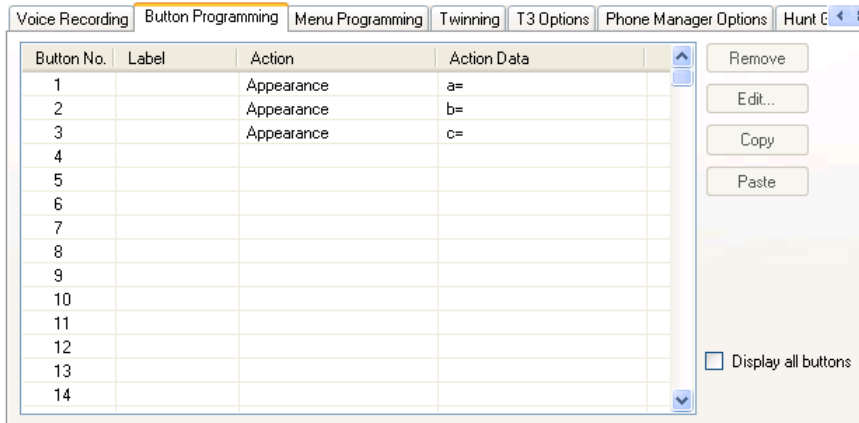 Voice Recording Button Programming Menu Programming Twinning T3 Options Phone Manager Options Hunt
Button No. Label Action Action Data
1 Appearance a=
2 Appearance b=
3 Appearance c=
4
5
6
7
8
9
10
11
12
13
14
Remove
Edit...
Copy
Paste
Display all buttons